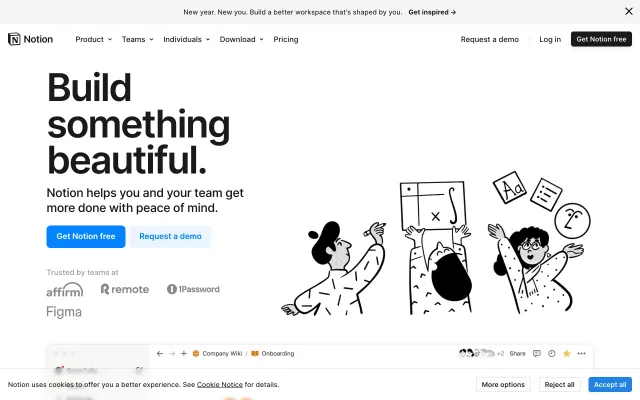 New year. New you. Build a better workspace that's shaped by you. Get inspired →
Notion Product Teams Individuals Download Pricing Request a demo Log in Get Notion free
Build
something
beautiful.
Notion helps you and your team get
more done with peace of mind.
Get Notion free Request a demo
Trusted by teams at
affirm remote 1Password
Figma
Aa
x
Company Wiki / Onboarding +2 Share
Notion uses cookies to offer you a better experience. See Cookie Notice for details. More options Reject all Accept all